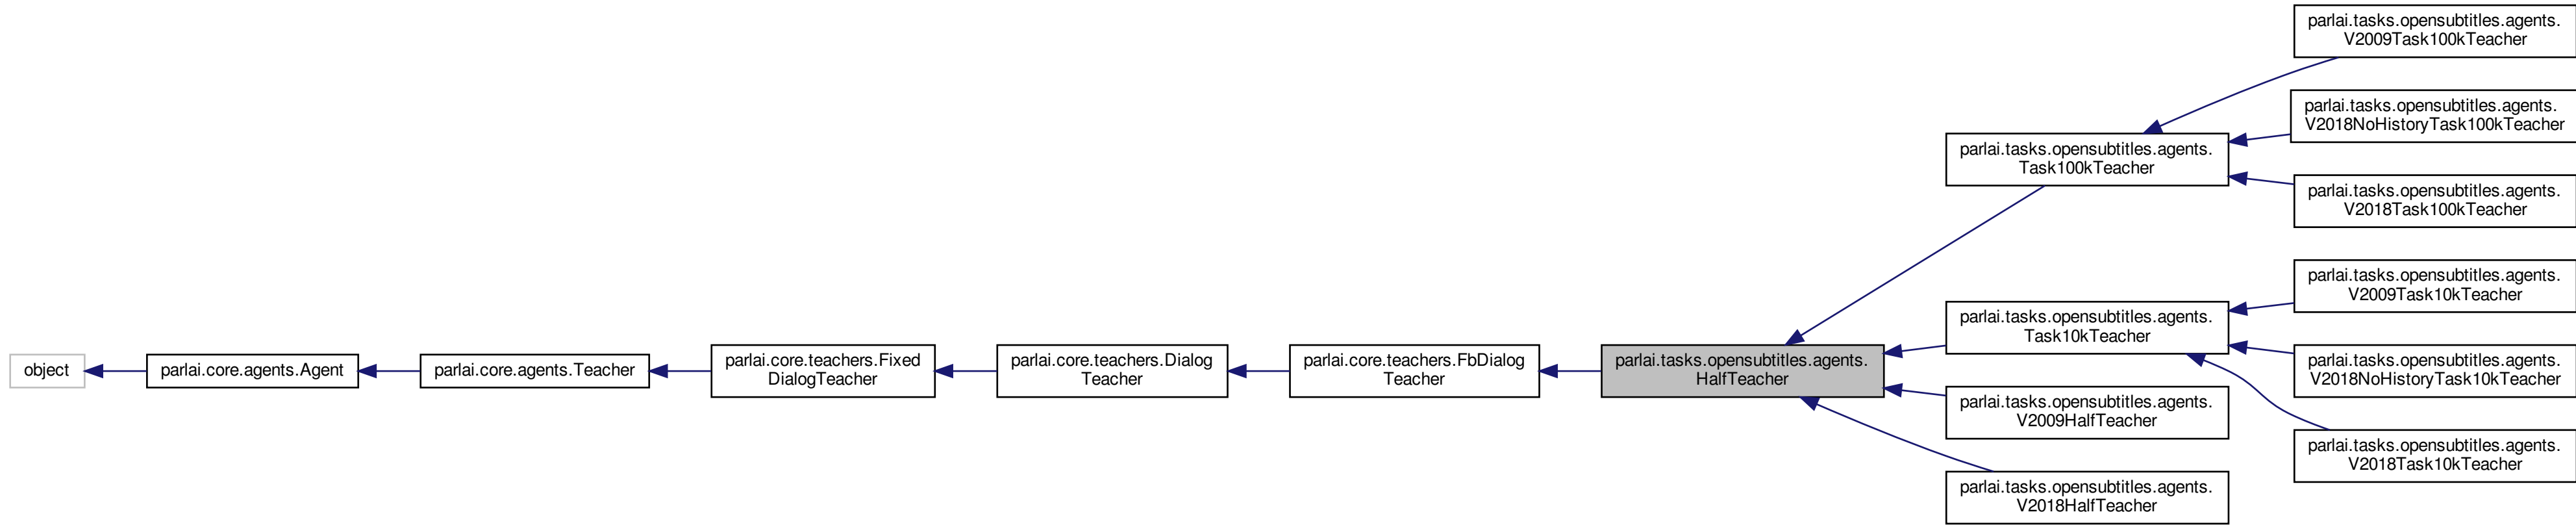 object
parlai.core.agents.Agent
parlai.core.agents.Teacher
parlai.core.teachers.Fixed
DialogTeacher
parlai.core.teachers.Dialog
Teacher
parlai.core.teachers.FbDialog
Teacher
parlai.tasks.opensubtitles.agents.
HalfTeacher
parlai.tasks.opensubtitles.agents.
Task100kTeacher
parlai.tasks.opensubtitles.agents.
Task10kTeacher
parlai.tasks.opensubtitles.agents.
V2009HalfTeacher
parlai.tasks.opensubtitles.agents.
V2018HalfTeacher
parlai.tasks.opensubtitles.agents.
V2009Task100kTeacher
parlai.tasks.opensubtitles.agents.
V2018NoHistoryTask100kTeacher
parlai.tasks.opensubtitles.agents.
V2018Task100kTeacher
parlai.tasks.opensubtitles.agents.
V2009Task10kTeacher
parlai.tasks.opensubtitles.agents.
V2018NoHistoryTask10kTeacher
parlai.tasks.opensubtitles.agents.
V2018Task10kTeacher